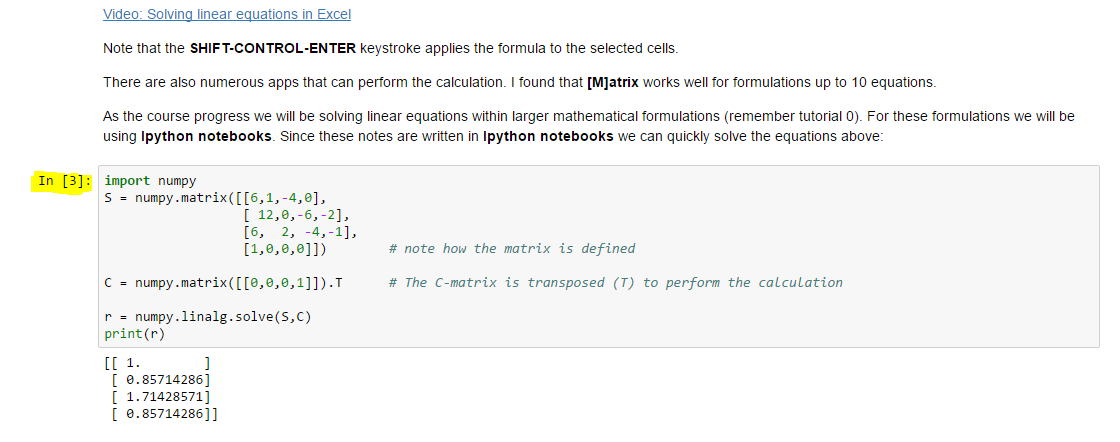 Video: Solving linear equations in Excel
Note that the SHIFT-CONTROL-ENTER keystroke applies the formula to the selected cells.
There are also numerous apps that can perform the calculation. I found that [M]atrix works well for formulations up to 10 equations.
As the course progress we will be solving linear equations within larger mathematical formulations (remember tutorial 0). For these formulations we will be
using Ipython notebooks. Since these notes are written in Ipython notebooks we can quickly solve the equations above:
In [3]: import numpy
S = numpy.matrix([[6,1,-4,0],
[ 12,0,-6,-2],
[6,  2, -4,-1],
[1,0,0,0]])      # note how the matrix is defined
C = numpy.matrix([[0,0,0,1]]).T      # The C-matrix is transposed (T) to perform the calculation
r = numpy.linalg.solve(S,C)
print(r)
[[ 1.        ]
[ 0.85714286]
[ 1.71428571]
[ 0.85714286]]